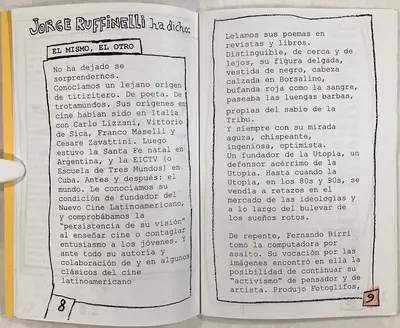 JORGE RUFFINELLI ha dicho:
EL MISMO, EL OTRO
No ha dejado de
sorprendernos.
Conocíamos un lejano origen
de titiritero. De poeta. De
trotamundos. Sus orígenes en
cine habían sido en Italia
con Carlo Lizzani, Vittorio
de Sica, Franco Maselli y
Cesare Zavattini. Luego
estuvo la Santa Fe natal en
Argentina, y la EICTV (o
Escuela de Tres Mundos) en
Cuba. Antes y después: el
mundo. Le conocíamos su
condición de fundador del
Nuevo Cine Latinoamericano,
y comprobábamos la
"persistencia de su visión"
al enseñar cine o contagiar
entusiasmo a los jóvenes. Y
ante todo su autoría y
colaboración de y en algunos
clásicos del cine
latinoamericano
8
Leíamos sus poemas en
revistas y libros.
Distinguible, de cerca y de
lejos, su figura delgada,
vestida de negro, cabeza
calzada en Borsalino,
bufanda roja como la sangre,
paseaba las luengas barbas,
propias del sabio de la
Tribu.
Y siempre con su mirada
aguza, chispeante,
ingeniosa, optimista.
Un fundador de la Utopía, un
defensor acérrimo de la
Utopía. Hasta cuando la
Utopía, en los 80s y 90s, se
vendía a retazos en el
mercado de las ideologías y
a lo largo del bulevar de
los sueños rotos.
De repente, Fernando Birri
tomó la computadora por
asalto. Su vocación por las
imágenes encontró en ella la
posibilidad de continuar su
"activismo" de pensador y de
artista. Produjo Fotoglifos,
9